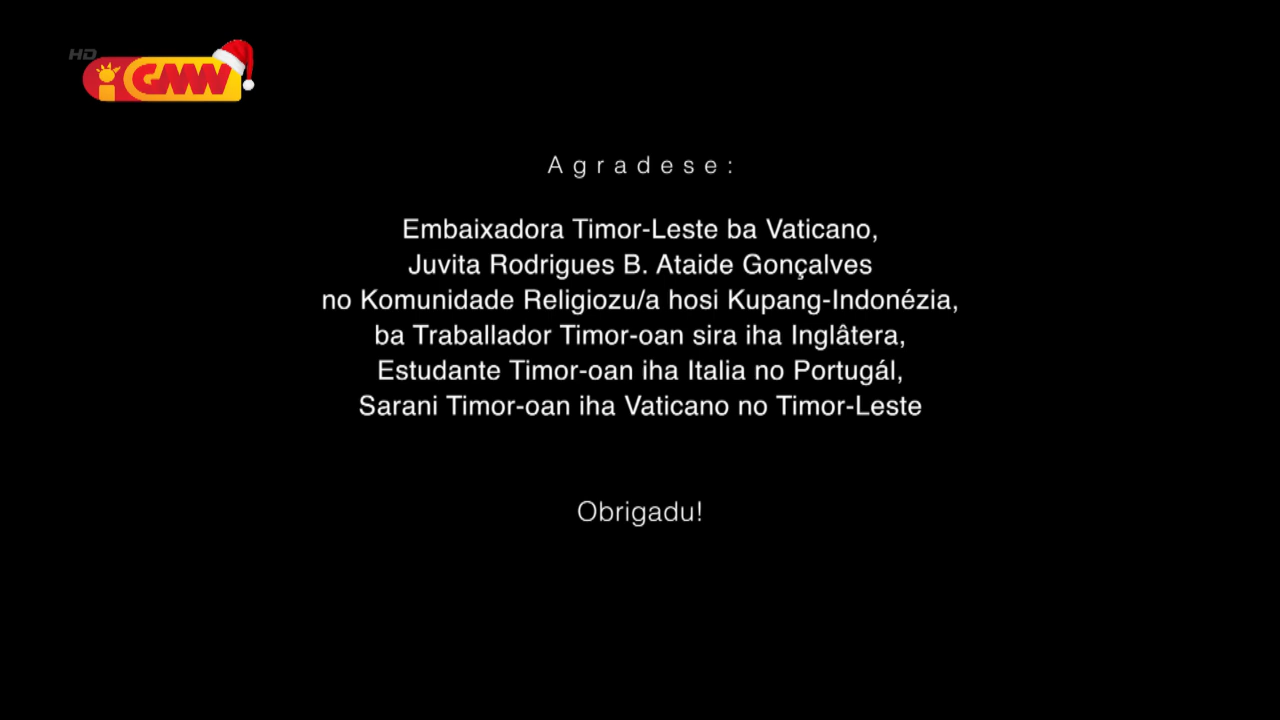 HD
GMN
Agradese:
Embaixadora Timor-Leste ba Vaticano,
Juvita Rodrigues B. Ataide Gonçalves
no Komunidade Religiozu/a hosi Kupang-Indonézia,
ba Traballador Timor-oan sira iha Inglâtera,
Estudante Timor-oan iha Italia no Portugál,
Sarani Timor-oan iha Vaticano no Timor-Leste
Obrigadu!